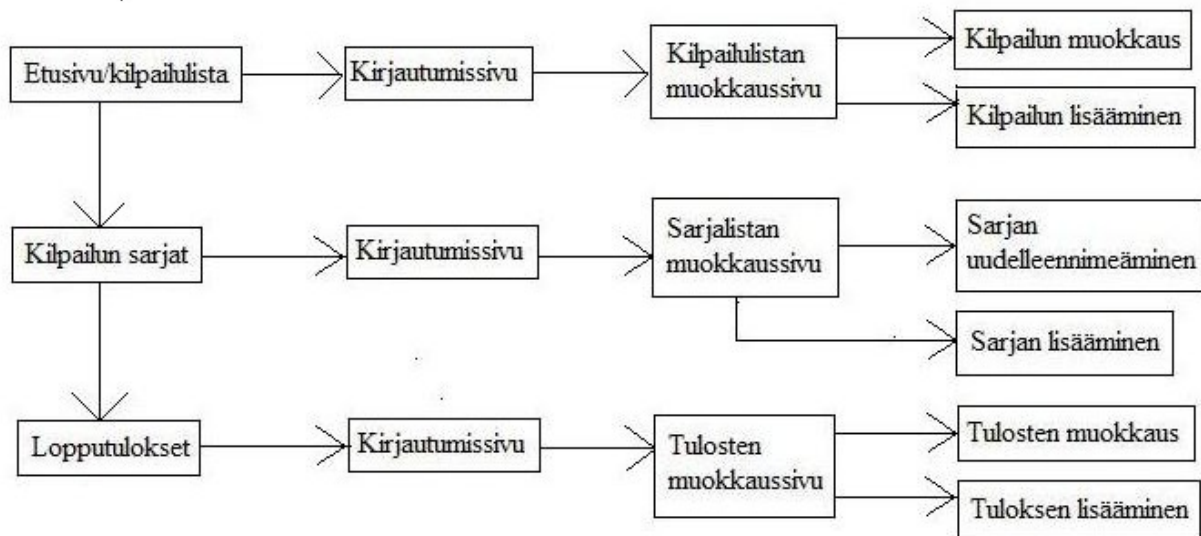 Etusivu/kilpailulista
Kirjautumissivu
Kilpailulistan
muokkaussivu
Kilpailun muokkaus
Kilpailun lisääminen
Kilpailun sarjat
Kirjautumissivu
Sarjalistan
muokkaussivu
Sarjan
uudelleennimeäminen
Sarjan lisääminen
Lopputulokset
Kirjautumissivu
Tulosten
muokkaussivu
Tulosten muokkaus
Tuloksen lisääminen